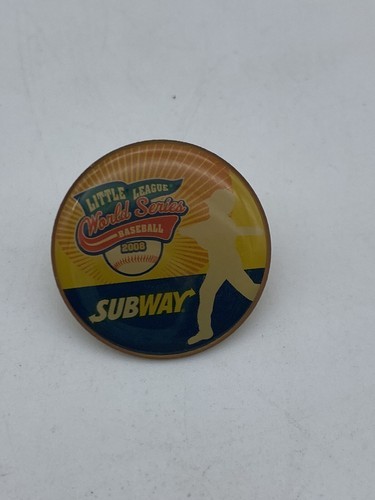 LITTLE LEAGUE
World Series
BASEBALL
2008
SUBWAY